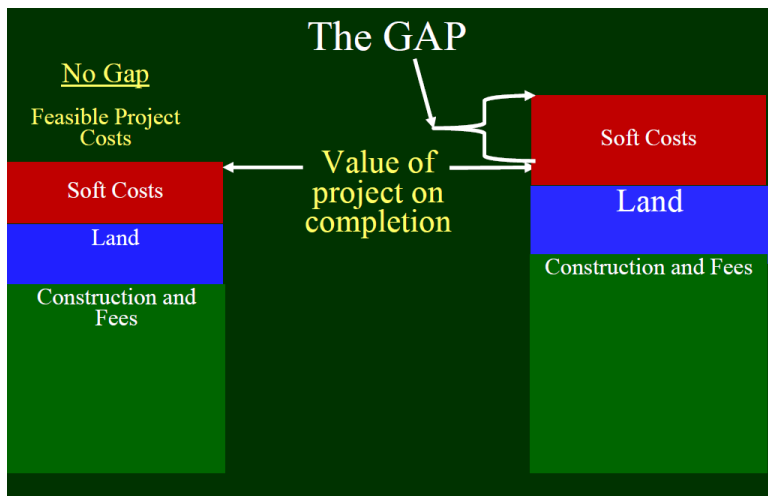 The GAP
No Gap
Feasible Project
Costs
Soft Costs
Land
Construction and
Fees
Value of
project on
completion
Soft Costs
Land
Construction and Fees